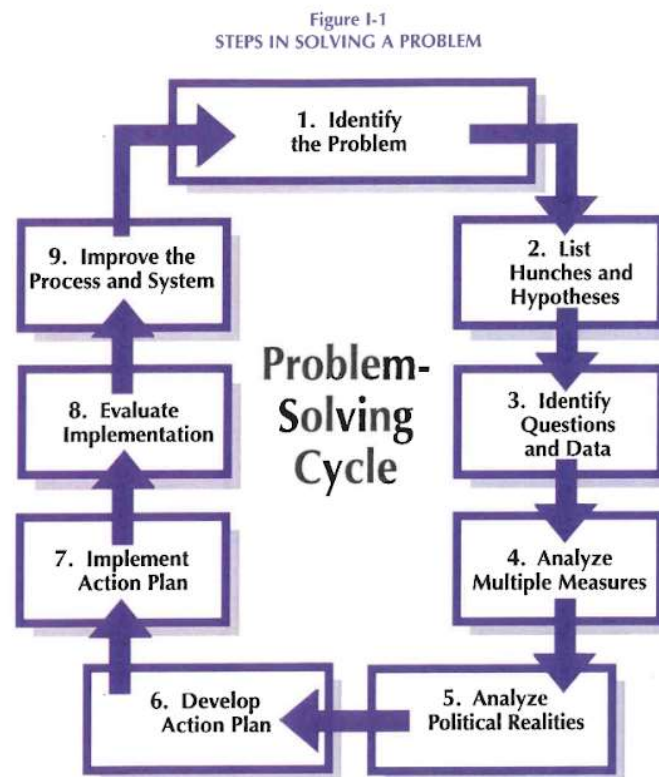 Figure I-1
STEPS IN SOLVING A PROBLEM
1. Identify
the Problem
2. List
Hunches and
Hypotheses
3. Identify
Questions
and Data
4. Analyze
Multiple Measures
5. Analyze
Political Realities
6. Develop
Action Plan
7. Implement
Action Plan
8. Evaluate
Implementation
9. Improve the
Process and System
Problem-
Solving
Cycle